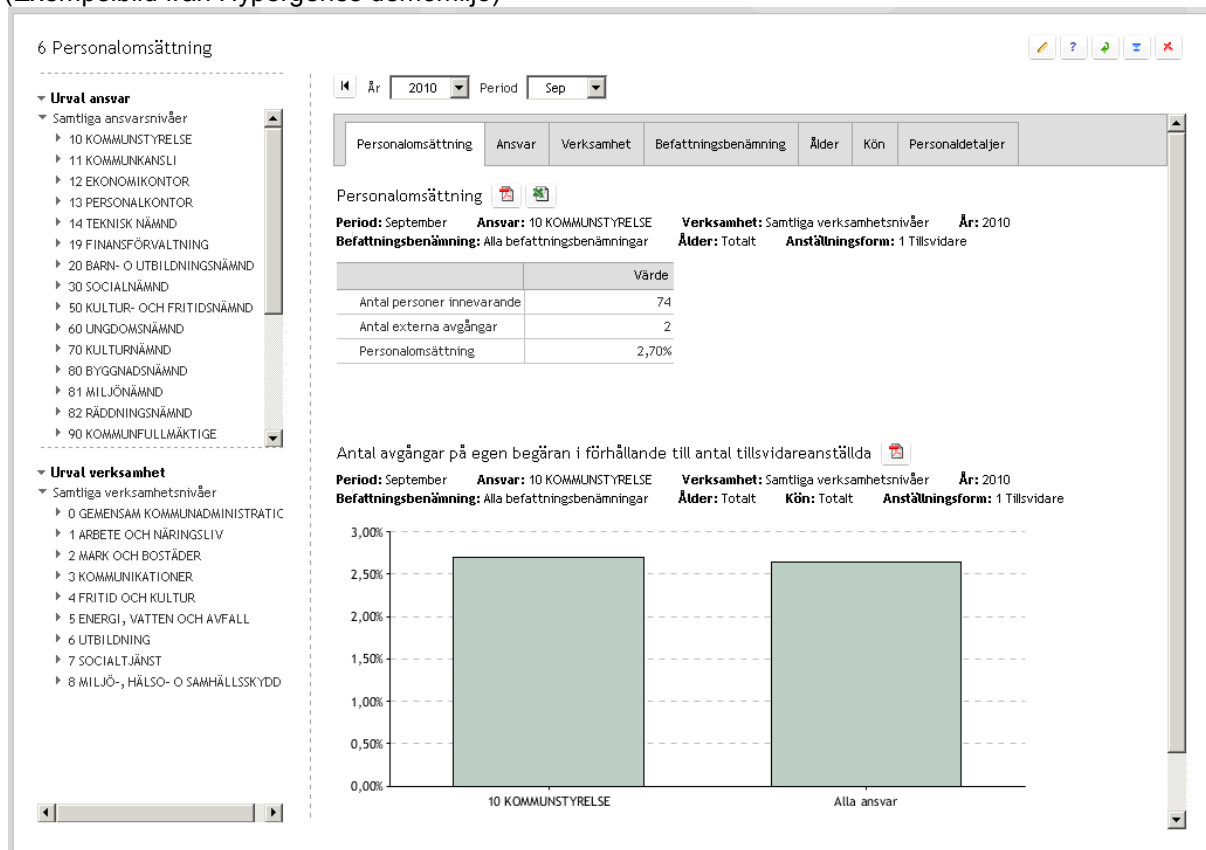 (Exempelbild från Hypergenes demomiljö)
6 Personalomsättning
Urval ansvar
Samtliga ansvarsnivåer
10 KOMMUNSTYRELSE
11 KOMMUNKANSLI
12 EKONOMIKONTOR
13 PERSONALKONTOR
14 TEKNISK NÄMND
19 FINANSFÖRVALTNING
20 BARN- O UTBILDNINGSNÄMND
30 SOCIALNÄMND
50 KULTUR- OCH FRITIDSNÄMND
60 UNGDOMSNÄMND
70 KULTURNÄMND
80 BYGGNADSNÄMND
81 MILJÖNÄMND
82 RÄDDNINGSNÄMND
90 KOMMUNFULLMÄKTIGE
Urval verksamhet
Samtliga verksamhetsnivåer
0 GEMENSAM KOMMUNADMINISTRATIC
1 ARBETE OCH NÄRINGSLIV
2 MARK OCH BOSTÄDER
3 KOMMUNIKATIONER
4 FRITID OCH KULTUR
5 ENERGI, VATTEN OCH AVFALL
6 UTBILDNING
7 SOCIALTJÄNST
8 MILJÖ-, HÄLSO- O SAMHÄLLSSKYDD
År 2010 Period Sep
Personalomsättning Ansvar Verksamhet Befattningsbenämning Ålder Kön Personaldetaljer
Personalomsättning
Period: September Ansvar: 10 KOMMUNSTYRELSE Verksamhet: Samtliga verksamhetsnivåer År: 2010
Befattningsbenämning: Alla befattningsbenämningar Ålder: Totalt Anställningsform: 1 Tillsvidare
Värde
Antal personer innevarande 74
Antal externa avgångar 2
Personalomsättning 2,70%
Antal avgångar på egen begäran i förhållande till antal tillsvidareanställda
Period: September Ansvar: 10 KOMMUNSTYRELSE Verksamhet: Samtliga verksamhetsnivåer År: 2010
Befattningsbenämning: Alla befattningsbenämningar Ålder: Totalt Kön: Totalt Anställningsform: 1 Tillsvidare
3,00%
2,50%
2,00%
1,50%
1,00%
0,50%
0,00%
10 KOMMUNSTYRELSE Alla ansvar